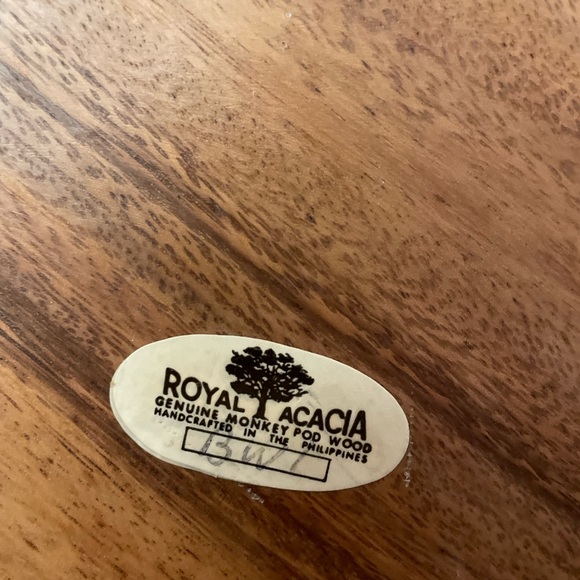 ROYAL ACACIA
GENUINE MONKEY POD WOOD
HANDCRAFTED IN THE PHILIPPINES